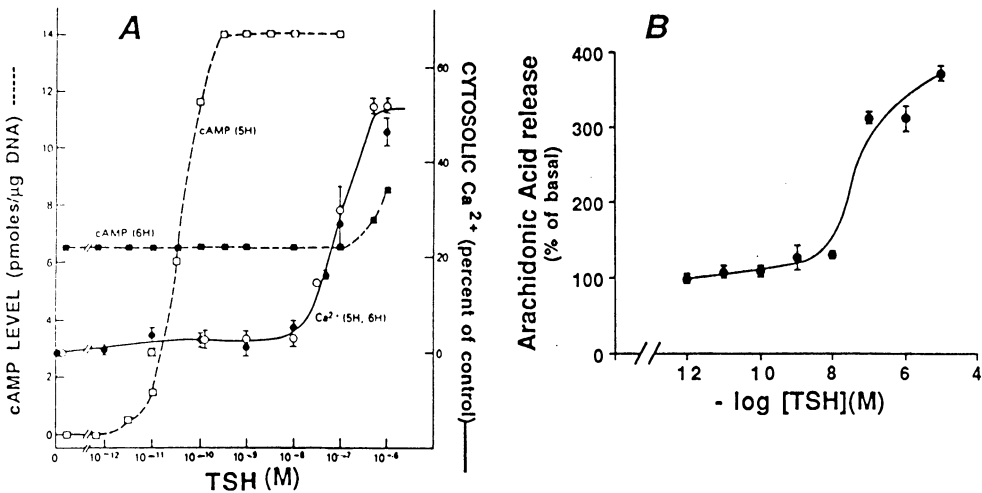 A
cAMP LEVEL (pmoles/µg DNA) -----
14
12
10
8
6
4
2
0
cAMP (5H)
cAMP (6H)
Ca2+ (5H, 6H)
60
40
20
0
CYTOSOLIC Ca2+ (percent of control)
0 10-12 10-11 10-10 10-9 10-8 10-7 10-6
TSH (M)
B
Arachidonic Acid release
(% of basal)
400
300
200
100
0
12 10 8 6 4
- log [TSH](M)